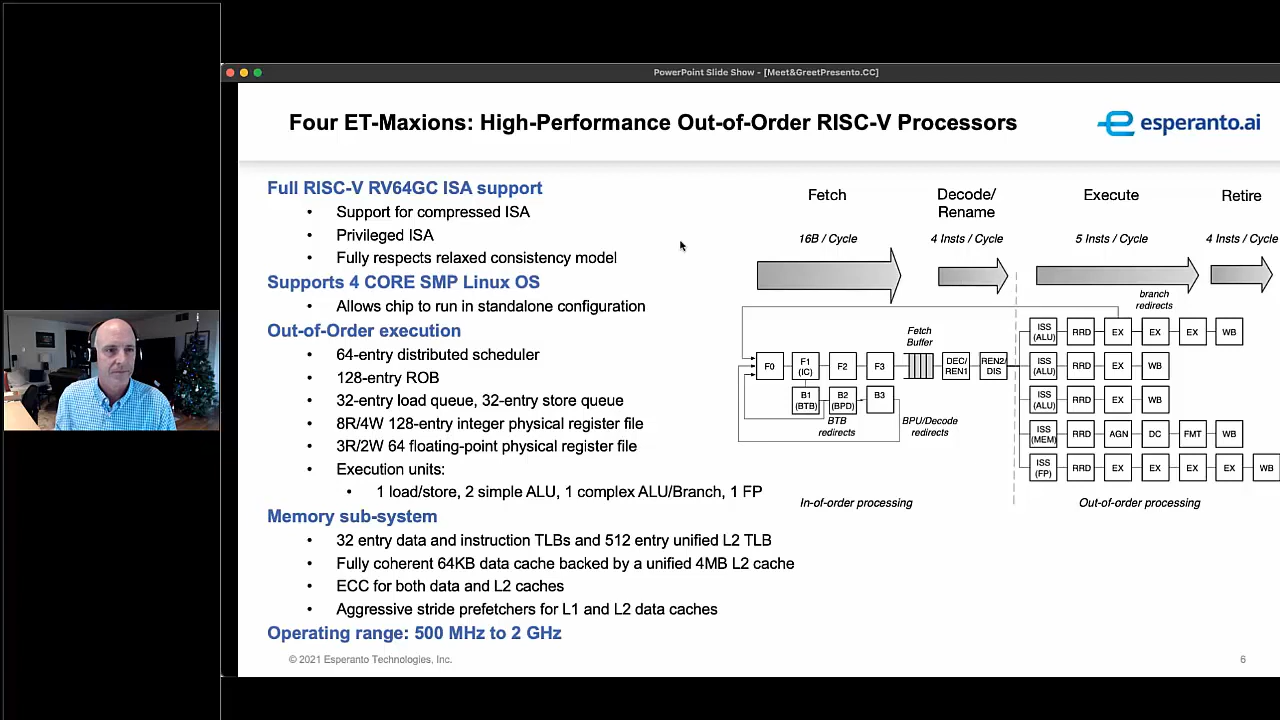 PowerPoint Slide Show - [Meet&GreetPresento.CC]
Four ET-Maxions: High-Performance Out-of-Order RISC-V Processors
esperanto.ai
Full RISC-V RV64GC ISA support
• Support for compressed ISA
• Privileged ISA
• Fully respects relaxed consistency model
Supports 4 CORE SMP Linux OS
• Allows chip to run in standalone configuration
Out-of-Order execution
• 64-entry distributed scheduler
• 128-entry ROB
• 32-entry load queue, 32-entry store queue
• 8R/4W 128-entry integer physical register file
• 3R/2W 64 floating-point physical register file
• Execution units:
• 1 load/store, 2 simple ALU, 1 complex ALU/Branch, 1 FP
Memory sub-system
• 32 entry data and instruction TLBs and 512 entry unified L2 TLB
• Fully coherent 64KB data cache backed by a unified 4MB L2 cache
• ECC for both data and L2 caches
• Aggressive stride prefetchers for L1 and L2 data caches
Operating range: 500 MHz to 2 GHz
Fetch
Decode/
Rename
Execute
Retire
16B / Cycle
4 Insts / Cycle
5 Insts / Cycle
4 Insts / Cycle
branch
redirects
Fetch
Buffer
F0
F1
(IC)
F2
F3
DEC/
REN1
REN2/
DIS
B1
(BTB)
B2
(BPD)
B3
BTB
redirects
BPU/Decode
redirects
ISS
(ALU)
RRD
EX
EX
EX
WB
ISS
(ALU)
RRD
EX
WB
ISS
(ALU)
RRD
EX
WB
ISS
(MEM)
RRD
AGN
DC
FMT
WB
ISS
(FP)
RRD
EX
EX
EX
EX
WB
In-of-order processing
Out-of-order processing
© 2021 Esperanto Technologies, Inc.
6